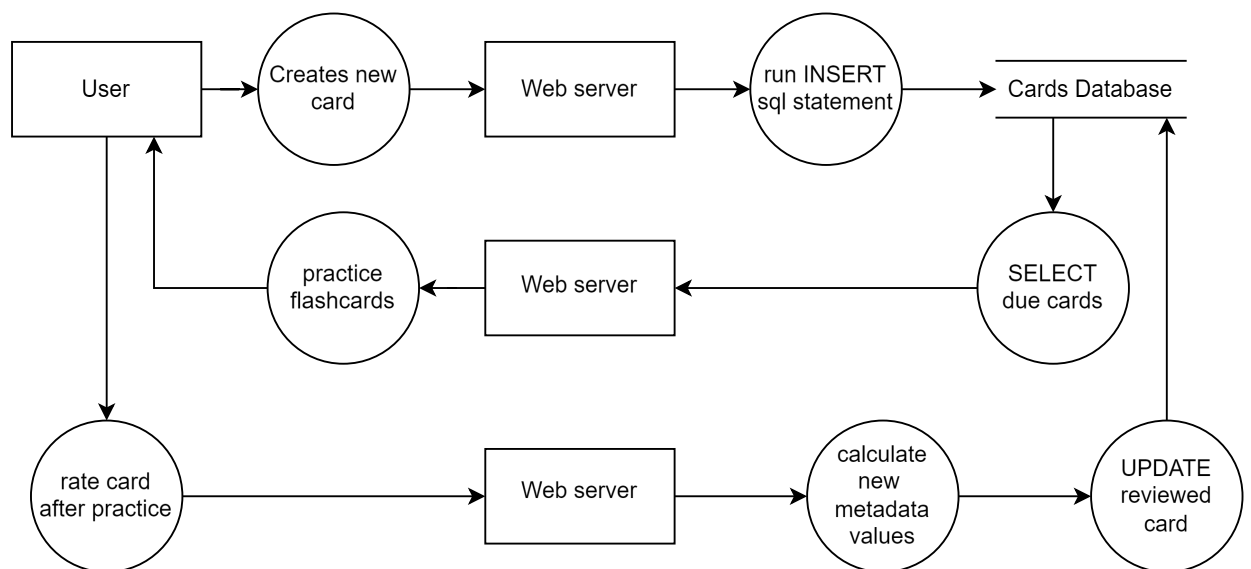 User
Creates new
card
Web server
run INSERT
sql statement
Cards Database
practice
flashcards
Web server
SELECT
due cards
rate card
after practice
Web server
calculate
new
metadata
values
UPDATE
reviewed
card